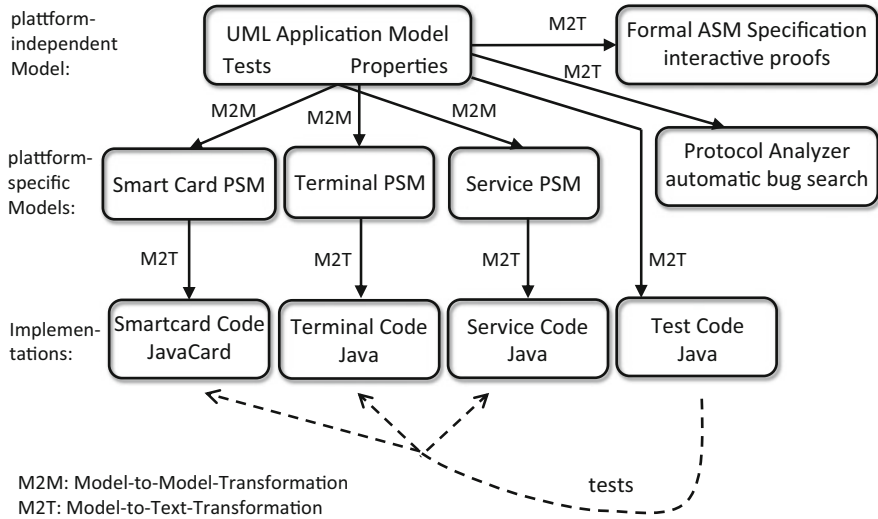 plattform-
independent
Model:
UML Application Model
Tests Properties
M2T
Formal ASM Specification
interactive proofs
M2T
M2M
M2M
M2M
plattform-
specific
Models:
Smart Card PSM
Terminal PSM
Service PSM
Protocol Analyzer
automatic bug search
M2T
M2T
M2T
M2T
Implemen-
tations:
Smartcard Code
JavaCard
Terminal Code
Java
Service Code
Java
Test Code
Java
tests
M2M: Model-to-Model-Transformation
M2T: Model-to-Text-Transformation